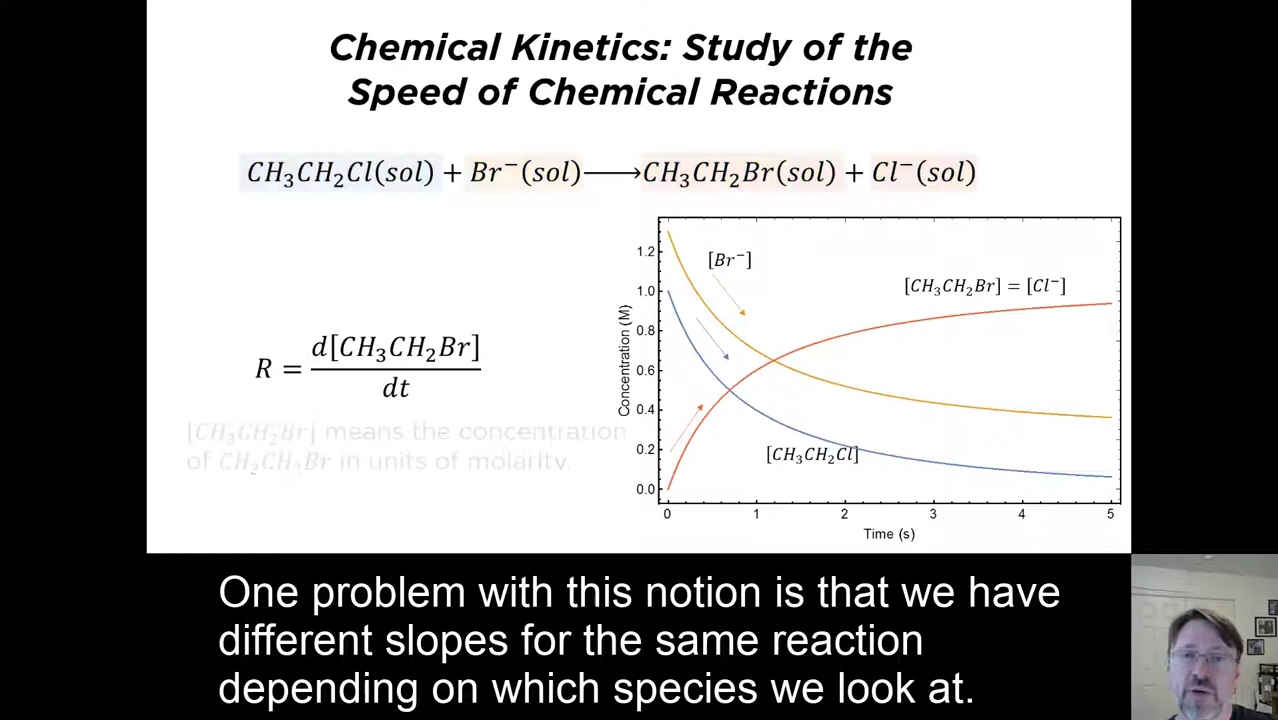 Chemical Kinetics: Study of the
Speed of Chemical Reactions
CH₃CH₂Cl(sol) + Br⁻(sol) ⟶ CH₃CH₂Br(sol) + Cl⁻(sol)
R = d[CH₃CH₂Br] / dt
[CH₃CH₂Br] means the concentration
of CH₃CH₂Br in units of molarity.
Concentration (M)
1.2
1.0
0.8
0.6
0.4
0.2
0.0
[Br⁻]
[CH₃CH₂Br] = [Cl⁻]
[CH₃CH₂Cl]
0 1 2 3 4 5
Time (s)
One problem with this notion is that we have
different slopes for the same reaction
depending on which species we look at.